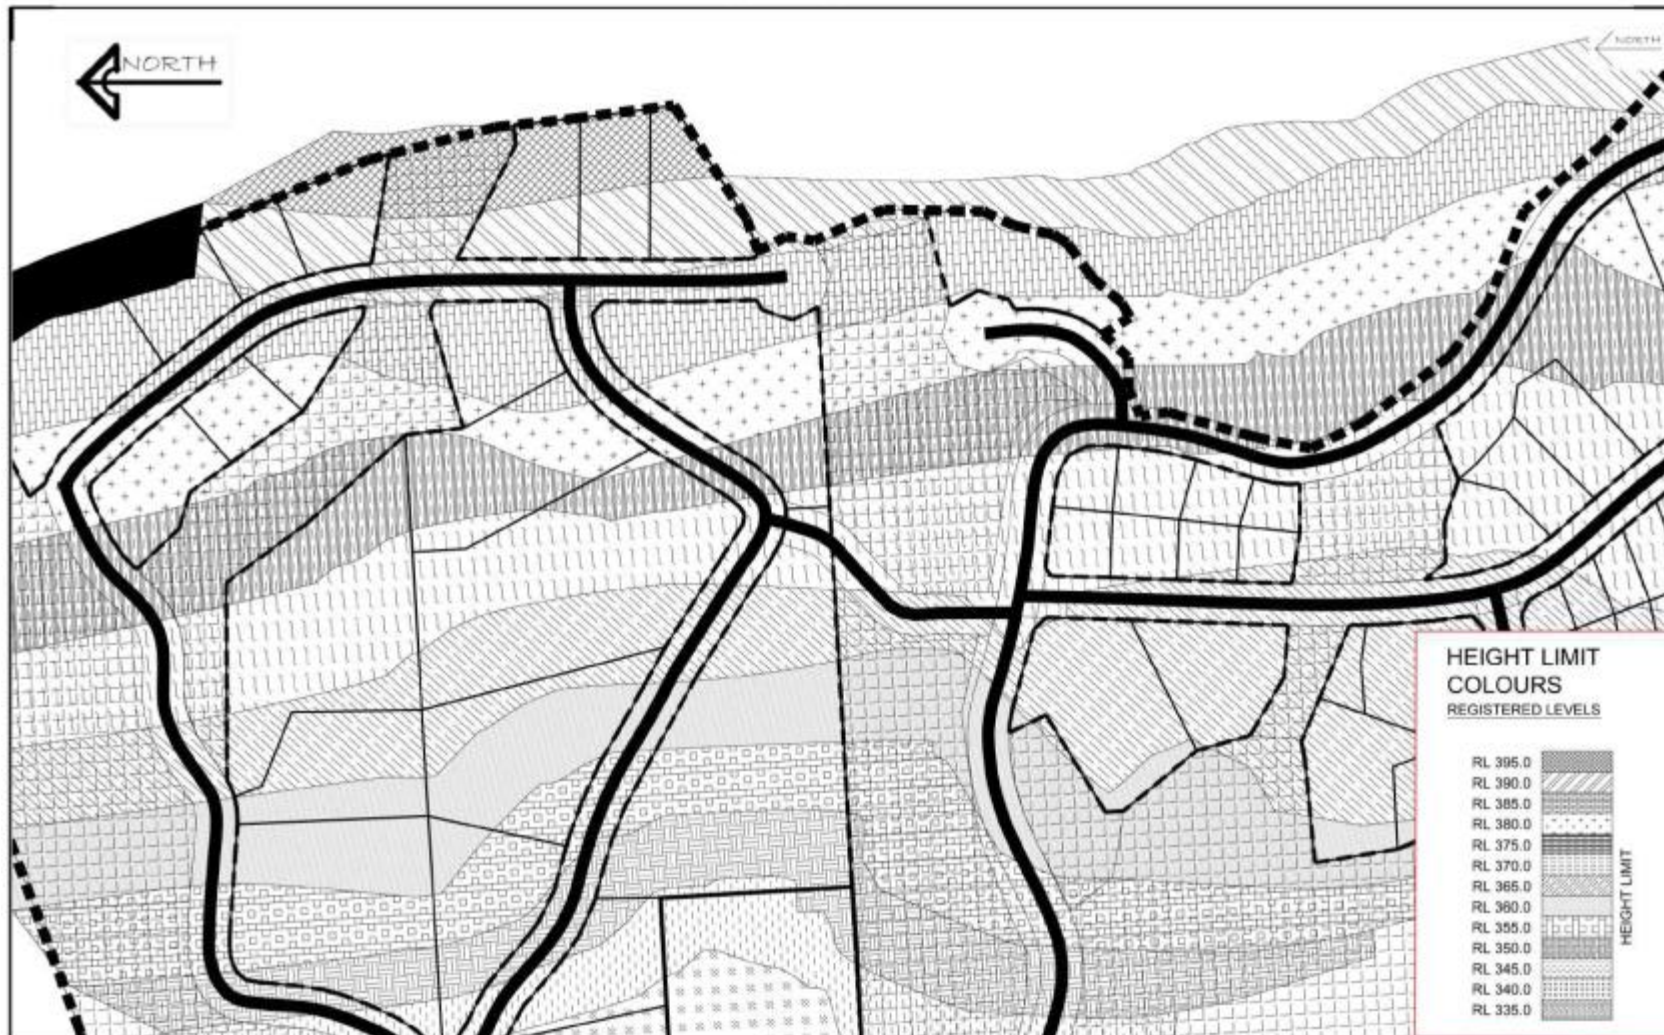 NORTH
NORTH
HEIGHT LIMIT
COLOURS
REGISTERED LEVELS
RL 395.0
RL 390.0
RL 385.0
RL 380.0
RL 375.0
RL 370.0
RL 365.0
RL 360.0
RL 355.0
RL 350.0
RL 345.0
RL 340.0
RL 335.0
HEIGHT LIMIT